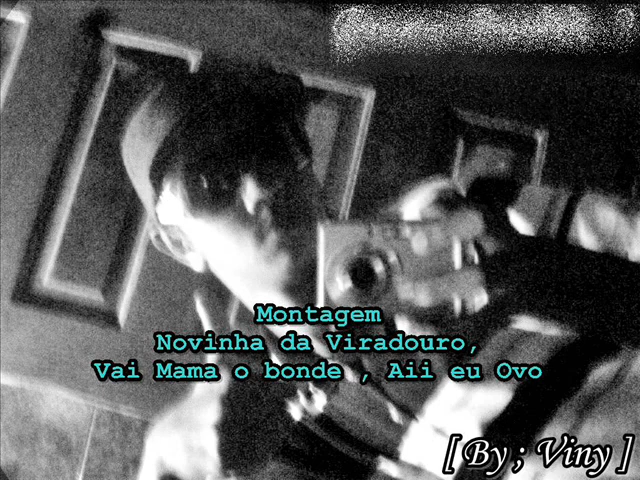 Montagem
Novinha da Viradouro,
Vai Mama o bonde , Aii eu Ovo
[ By ; Viny ]